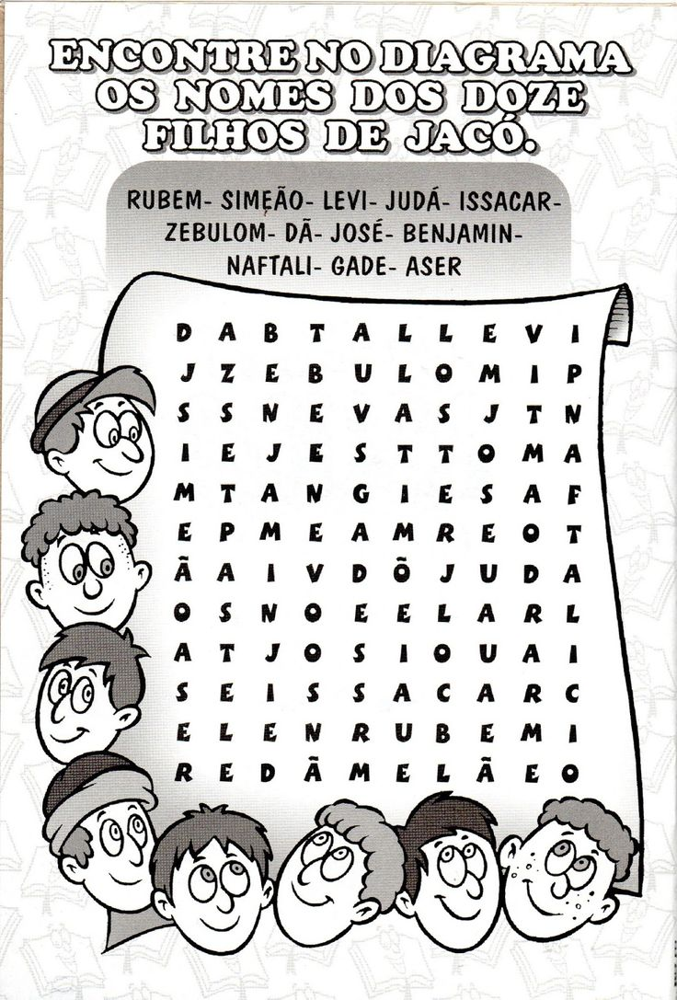 ENCONTRE NO DIAGRAMA
OS NOMES DOS DOZE
FILHOS DE JACÓ.
RUBEM- SIMEÃO- LEVI- JUDÁ- ISSACAR-
ZEBULOM- DÃ- JOSÉ- BENJAMIN-
NAFTALI- GADE- ASER
D A B T A L L E V I
J Z E B U L O M I P
S S N E V A S J T N
I E J E S T T O M A
M T A N G I E S A F
E P M E A M R E O T
Ã A I V D Õ J U D A
O S N O E E L A R L
A T J O S I O U A I
S E I S S A C A R C
E L E N R U B E M I
R E D Ã M E L Ã E O